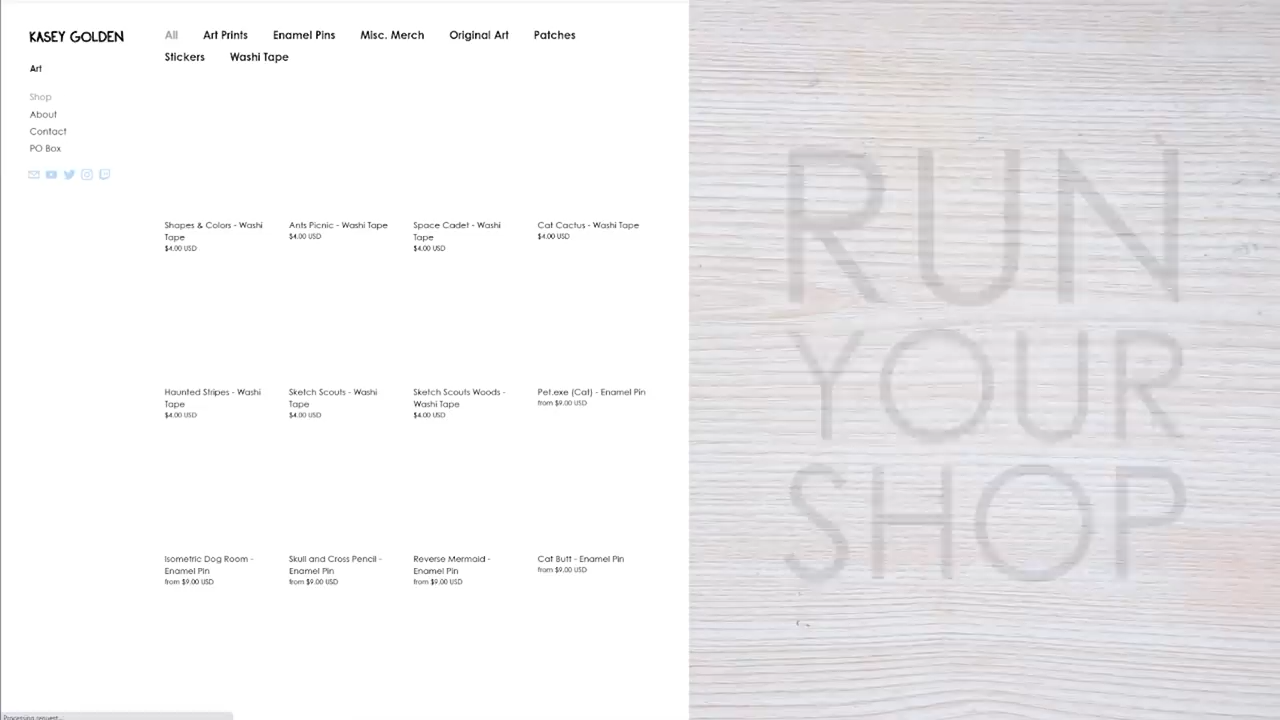 KASEY GOLDEN
Art
Shop
About
Contact
PO Box
All Art Prints Enamel Pins Misc. Merch Original Art Patches
Stickers Washi Tape
Shapes & Colors - Washi
Tape
$4.00 USD
Ants Picnic - Washi Tape
$4.00 USD
Space Cadet - Washi
Tape
$4.00 USD
Cat Cactus - Washi Tape
$4.00 USD
Haunted Stripes - Washi
Tape
$4.00 USD
Sketch Scouts - Washi
Tape
$4.00 USD
Sketch Scouts Woods -
Washi Tape
$4.00 USD
Pet.exe (Cat) - Enamel Pin
from $9.00 USD
Isometric Dog Room -
Enamel Pin
from $9.00 USD
Skull and Cross Pencil -
Enamel Pin
from $9.00 USD
Reverse Mermaid -
Enamel Pin
from $9.00 USD
Cat Butt - Enamel Pin
from $9.00 USD
Processing request...
RUN
YOUR
SHOP